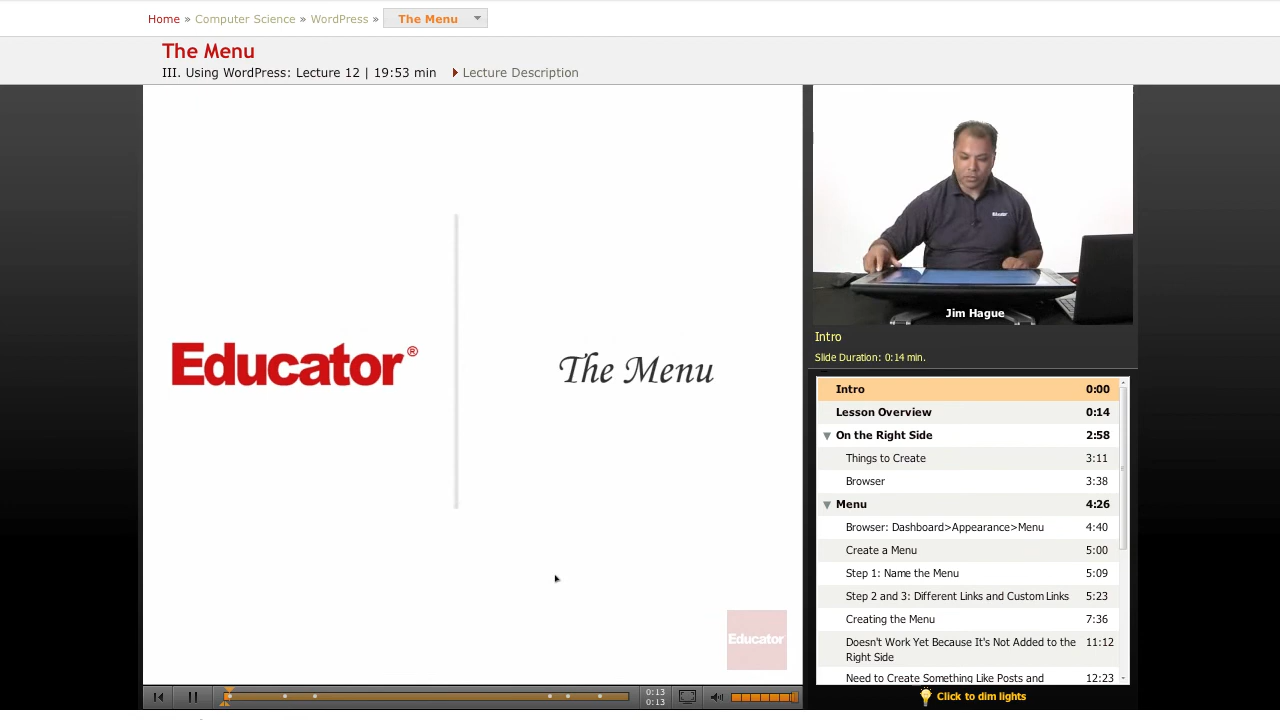 Home » Computer Science » WordPress » The Menu
The Menu
III. Using WordPress: Lecture 12 | 19:53 min Lecture Description
Educator®
The Menu
Educator
Educator
Jim Hague
Intro
Slide Duration: 0:14 min.
Intro 0:00
Lesson Overview 0:14
On the Right Side 2:58
Things to Create 3:11
Browser 3:38
Menu 4:26
Browser: Dashboard>Appearance>Menu 4:40
Create a Menu 5:00
Step 1: Name the Menu 5:09
Step 2 and 3: Different Links and Custom Links 5:23
Creating the Menu 7:36
Doesn't Work Yet Because It's Not Added to the 11:12
Right Side
Need to Create Something Like Posts and 12:23
0:13
0:13
Click to dim lights